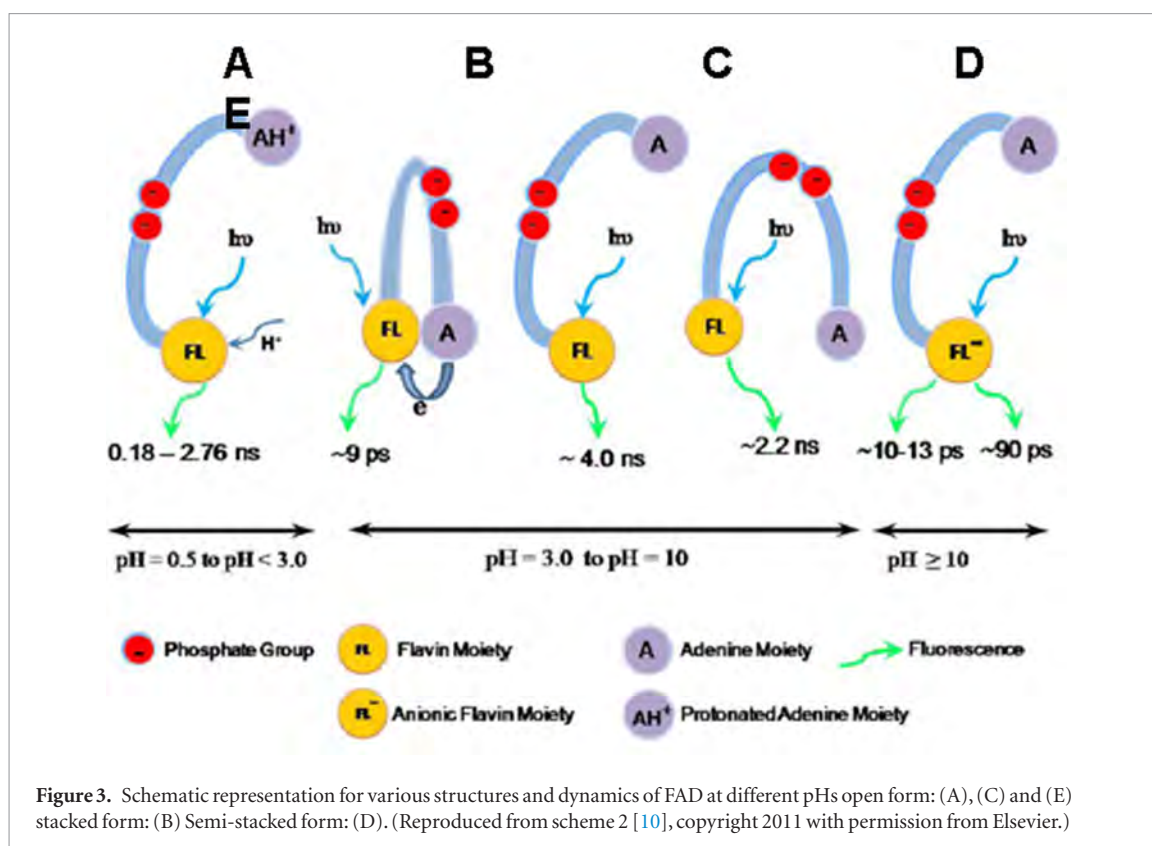 A B C D
E
AH⁺
A
A
hυ
hυ
hυ
hυ
hυ
FL
H⁺
FL
A
FL
FL
A
FL⁻
e
0.18 – 2.76 ns
~9 ps
~ 4.0 ns
~2.2 ns
~10-13 ps
~90 ps
pH = 0.5 to pH < 3.0
pH = 3.0 to pH = 10
pH ≥ 10
- Phosphate Group
FL Flavin Moiety
A Adenine Moiety
Fluorescence
FL⁻ Anionic Flavin Moiety
AH⁺ Protonated Adenine Moiety
Figure 3. Schematic representation for various structures and dynamics of FAD at different pHs open form: (A), (C) and (E)
stacked form: (B) Semi-stacked form: (D). (Reproduced from scheme 2 [10], copyright 2011 with permission from Elsevier.)